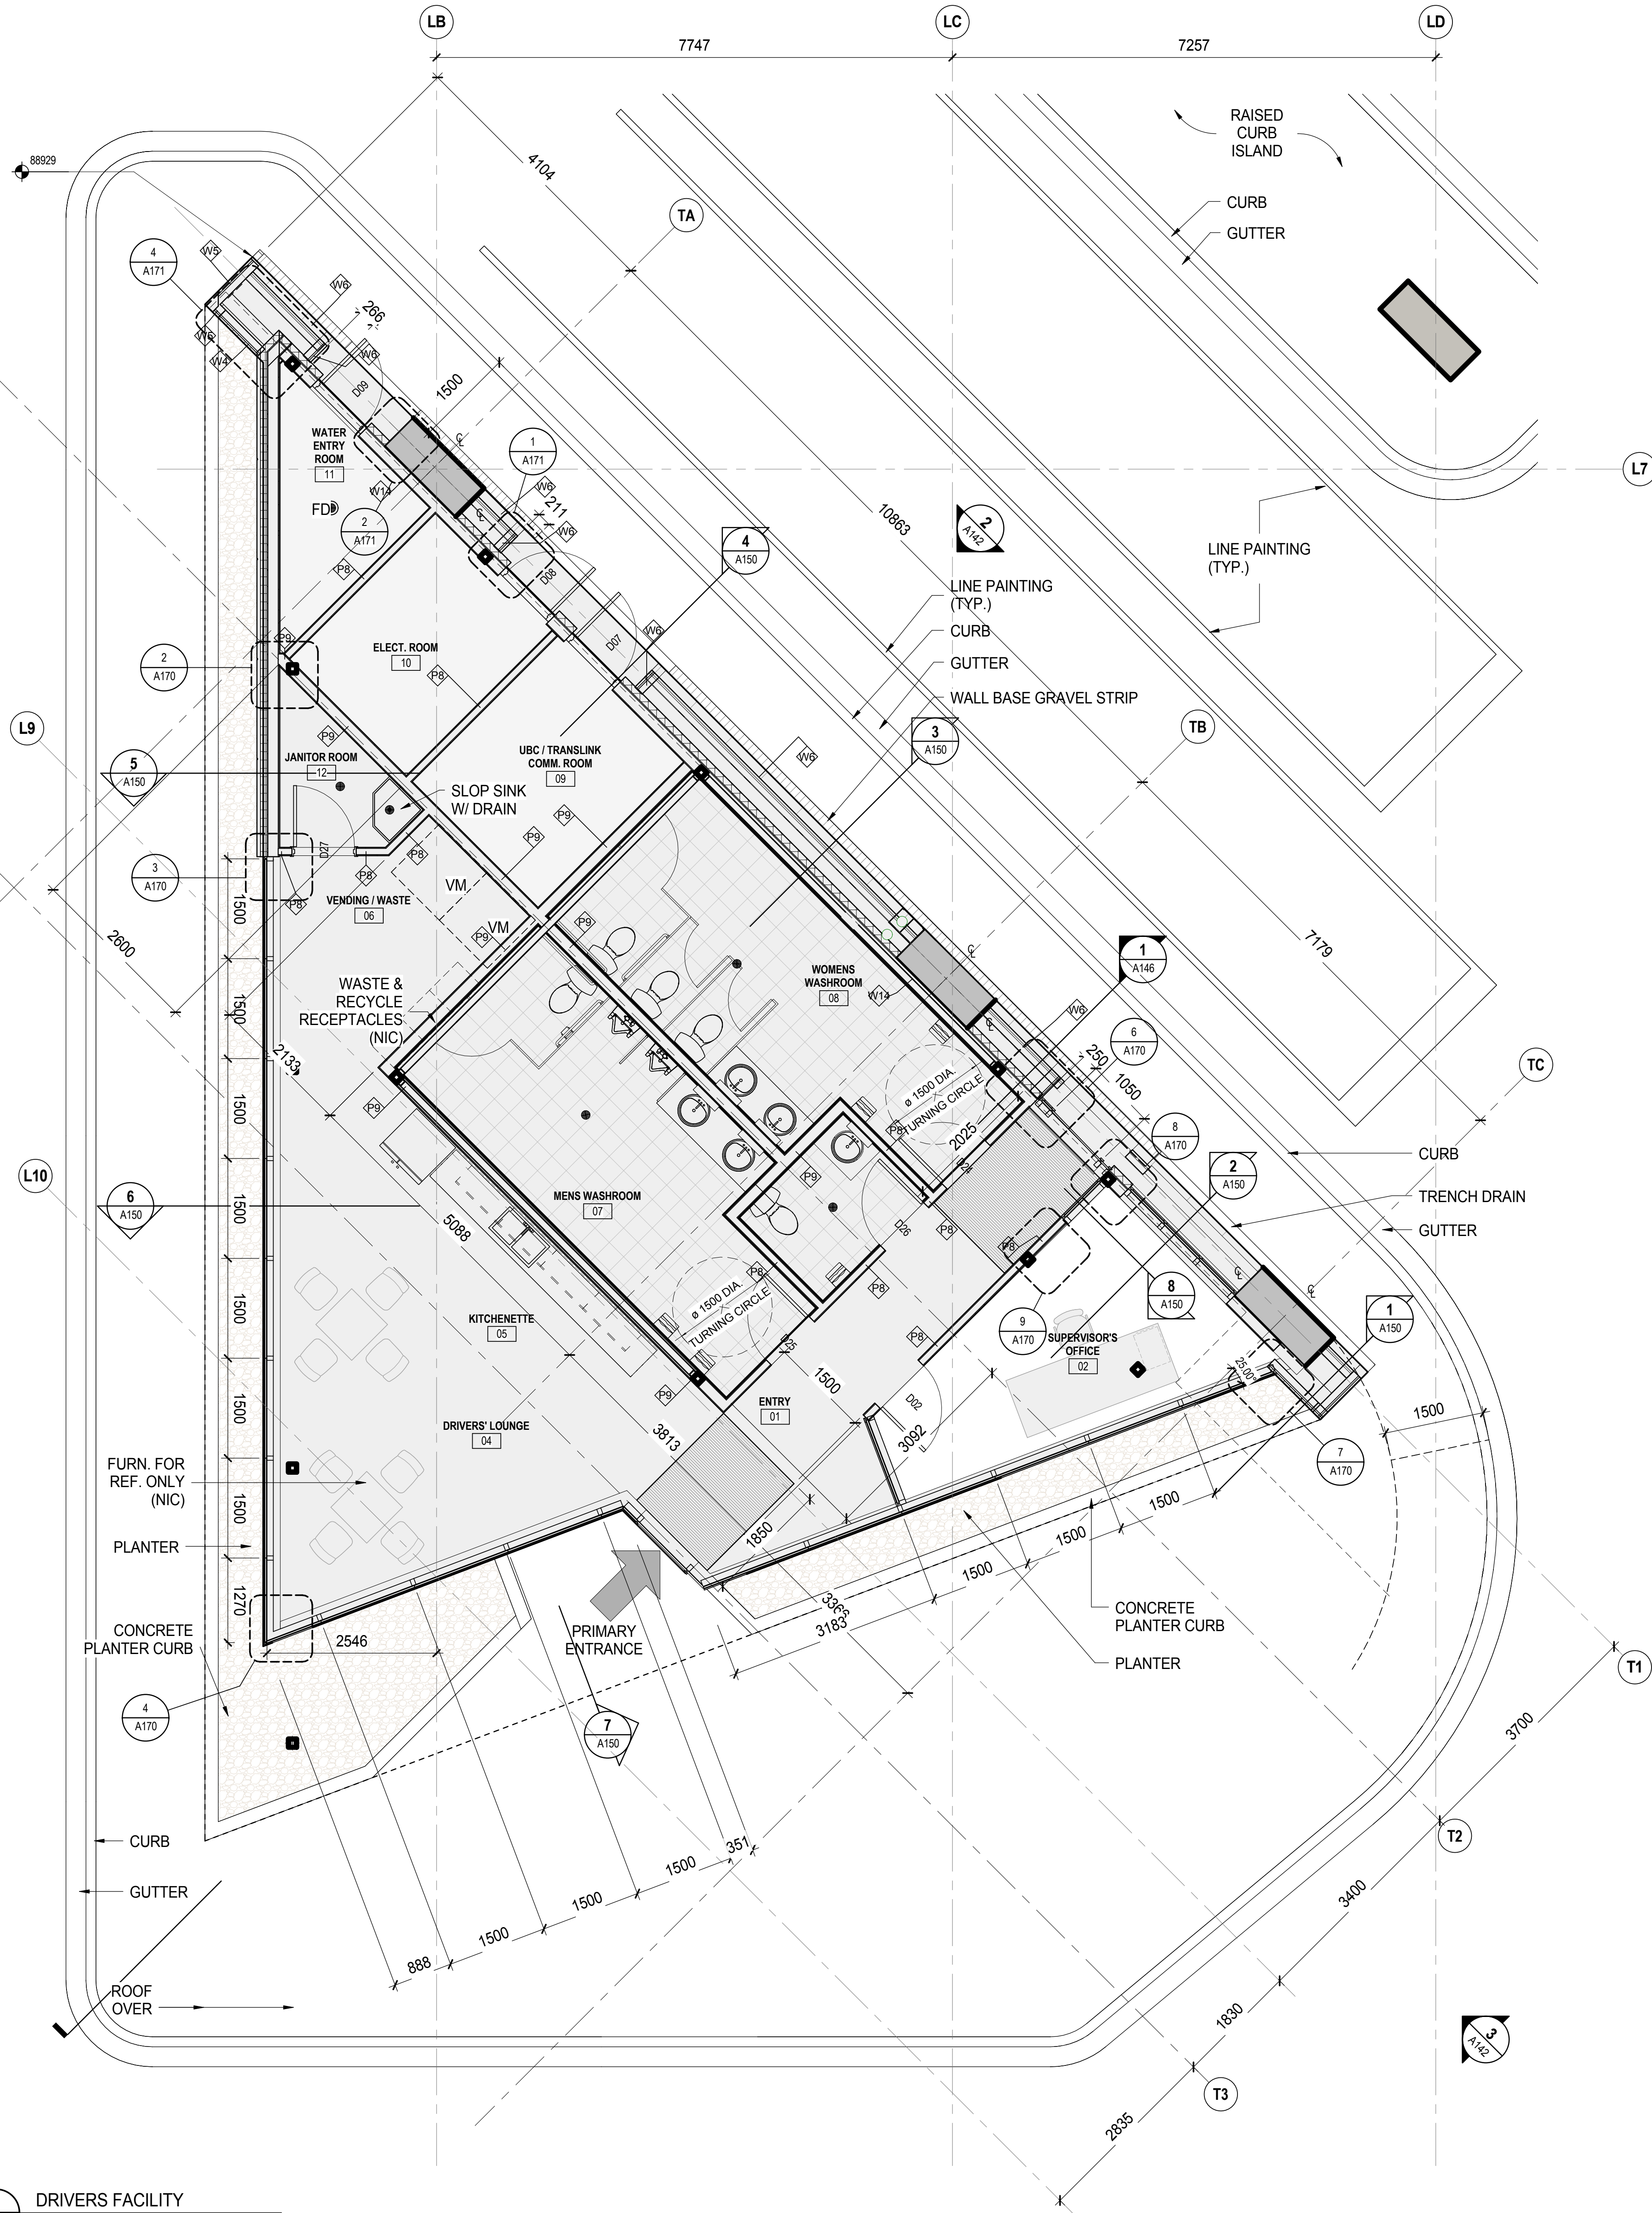 LB
LC
LD
7747
7257
RAISED
CURB
ISLAND
88929
4104
TA
CURB
GUTTER
4
A171
W5
W6
266
W6
W4
W6
D09
1500
WATER
ENTRY
ROOM
11
FD
W14
2
A171
℄
℄
1
A171
W6
211
W6
L7
10863
2
A142
4
A150
LINE PAINTING
(TYP.)
LINE PAINTING
(TYP.)
CURB
GUTTER
WALL BASE GRAVEL STRIP
P8
P9
D08
D07
W6
2
A170
ELECT. ROOM
10
P8
L9
TB
3
A150
W6
P9
JANITOR ROOM
12
5
A150
UBC / TRANSLINK
COMM. ROOM
09
SLOP SINK
W/ DRAIN
P9
P9
D27
P8
P8
3
A170
P8
VM
VENDING / WASTE
06
VM
P9
P9
1500
2600
7179
1
A146
WOMENS
WASHROOM
08
W14
℄
℄
WASTE &
RECYCLE
RECEPTACLES
(NIC)
1500
W6
6
A170
2133
250
1050
TC
P9
1500
ø 1500 DIA.
TURNING CIRCLE
P8
2025
8
A170
CURB
L10
P9
D24
2
A150
TRENCH DRAIN
GUTTER
6
A150
1500
MENS WASHROOM
07
5088
D26
P8
P8
P8
P8
ø 1500 DIA.
TURNING CIRCLE
℄
℄
8
A150
1
A150
1500
KITCHENETTE
05
D25
P8
9
A170
SUPERVISOR'S
OFFICE
02
25.00°
P9
1500
ENTRY
01
D02
1500
1500
DRIVERS' LOUNGE
04
3813
3092
7
A170
FURN. FOR
REF. ONLY
(NIC)
1500
1850
1500
1500
1500
PLANTER
1270
PRIMARY
ENTRANCE
3366
3183
CONCRETE
PLANTER CURB
CONCRETE
PLANTER CURB
2546
PLANTER
T1
4
A170
7
A150
3700
CURB
351
T2
1500
1500
1500
888
GUTTER
3400
ROOF
OVER
1830
3
A142
T3
2835
DRIVERS FACILITY